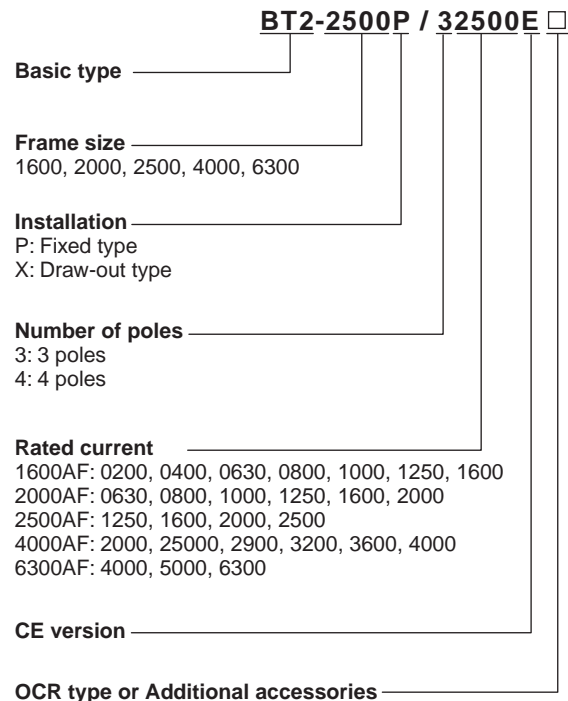 BT2-2500P / 32500E □
Basic type
Frame size
1600, 2000, 2500, 4000, 6300
Installation
P: Fixed type
X: Draw-out type
Number of poles
3: 3 poles
4: 4 poles
Rated current
1600AF: 0200, 0400, 0630, 0800, 1000, 1250, 1600
2000AF: 0630, 0800, 1000, 1250, 1600, 2000
2500AF: 1250, 1600, 2000, 2500
4000AF: 2000, 25000, 2900, 3200, 3600, 4000
6300AF: 4000, 5000, 6300
CE version
OCR type or Additional accessories